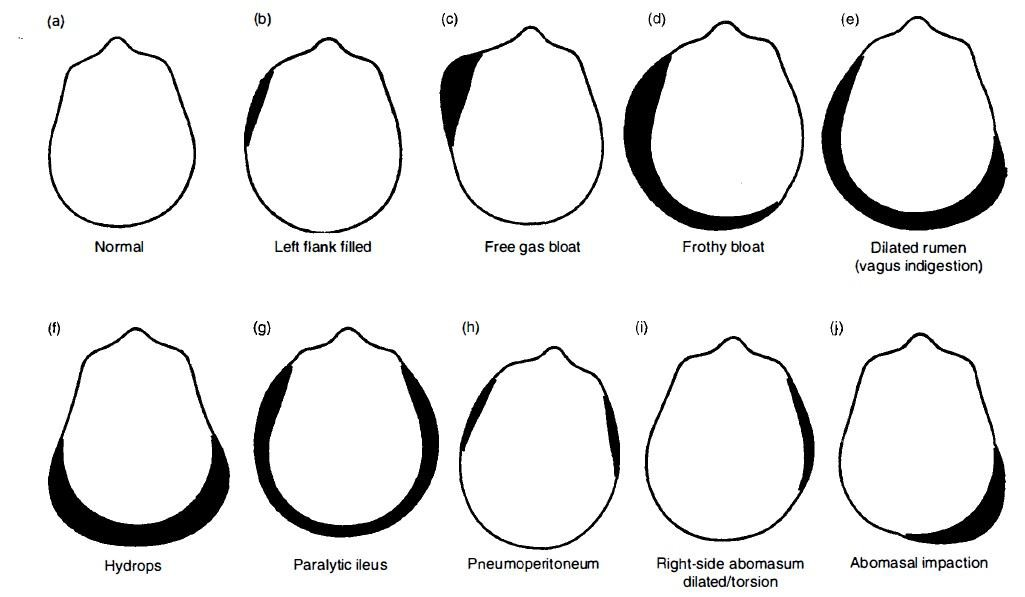 (a) (b) (c) (d) (e)
Normal Left flank filled Free gas bloat Frothy bloat Dilated rumen
(vagus indigestion)
(f) (g) (h) (i) (j)
Hydrops Paralytic ileus Pneumoperitoneum Right-side abomasum Abomasal impaction
dilated/torsion